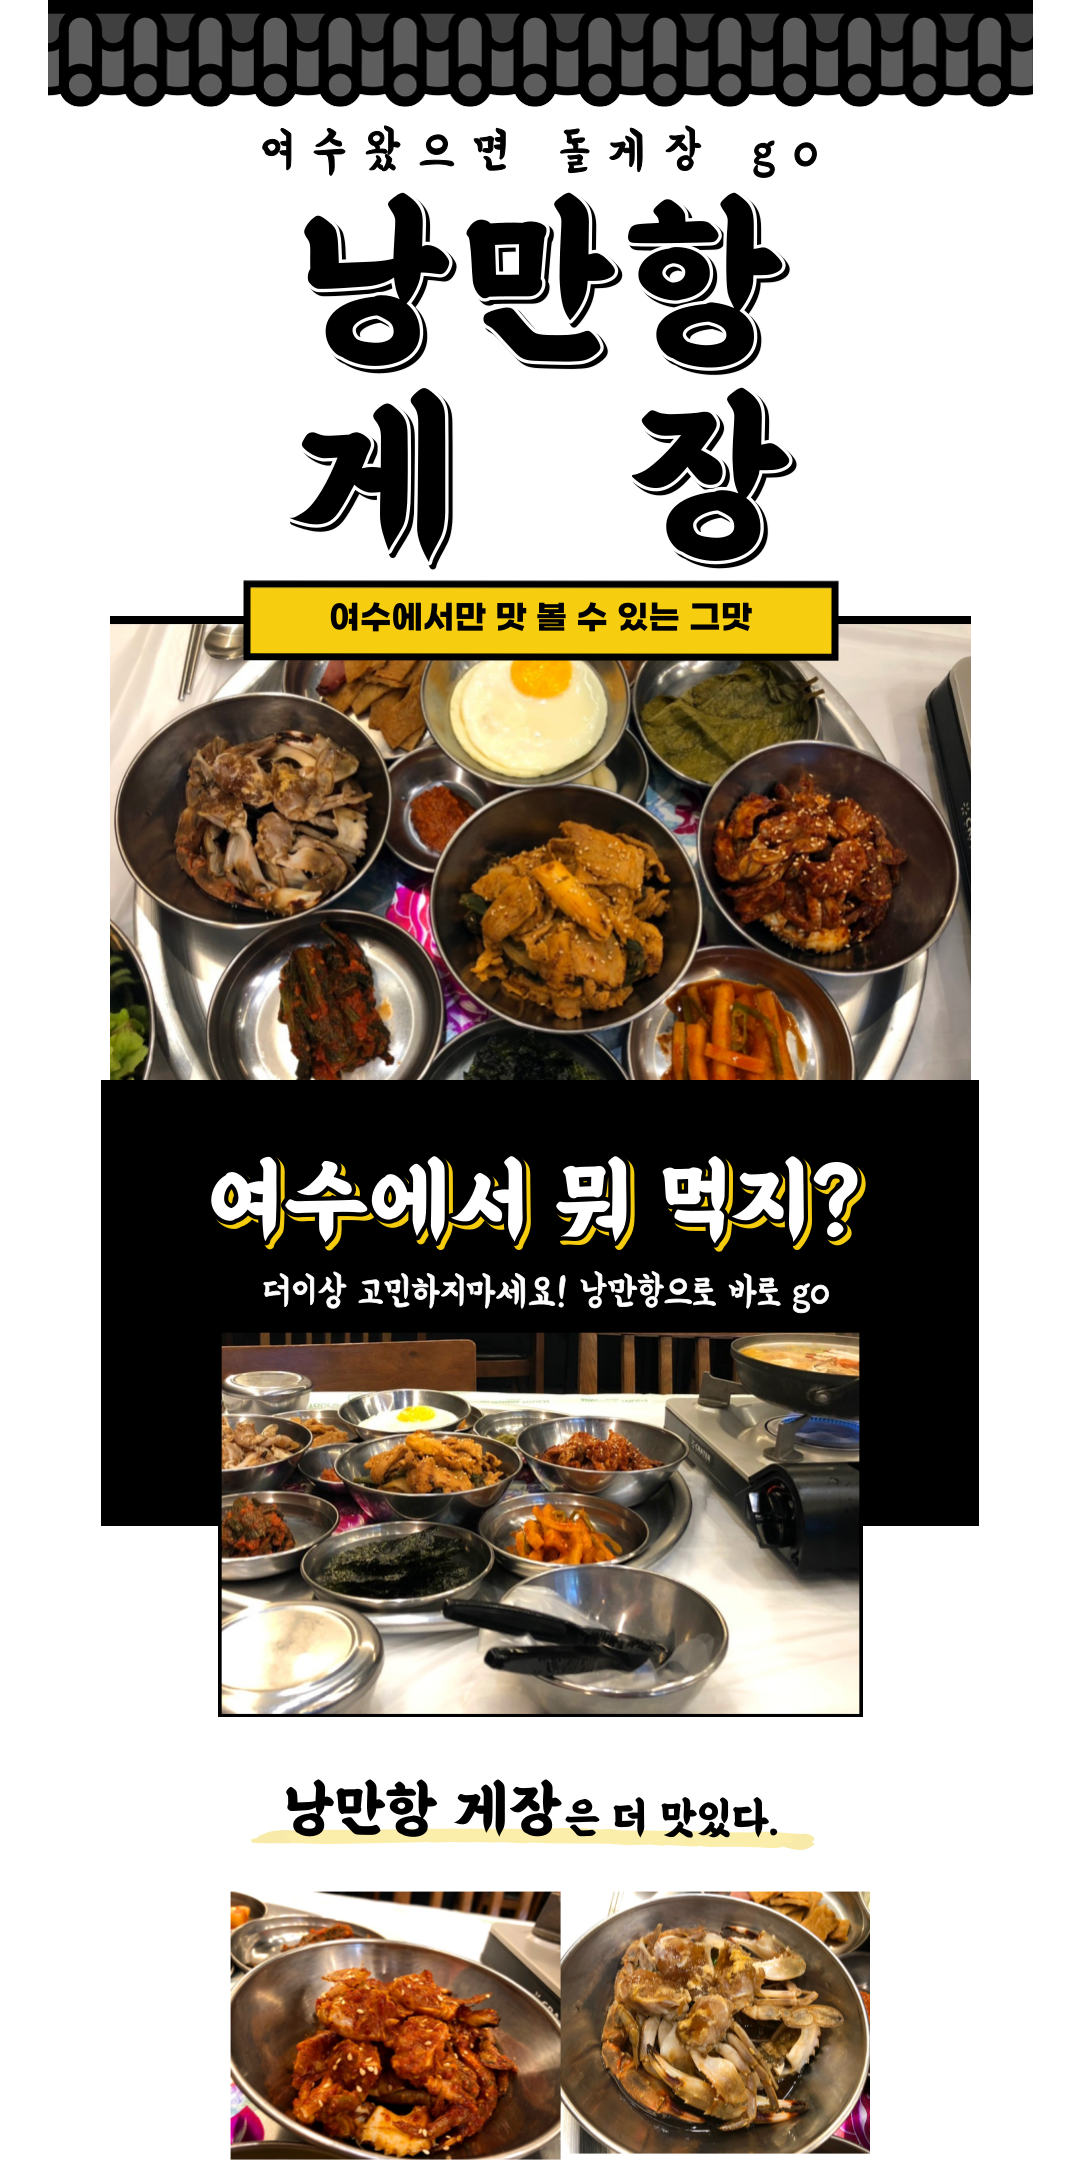 여수왔으면 돌게장 go
낭만항
게 장
여수에서만 맛 볼 수 있는 그맛
여수에서 뭐 먹지?
더이상 고민하지마세요! 낭만항으로 바로 go
낭만항 게장은 더 맛있다.